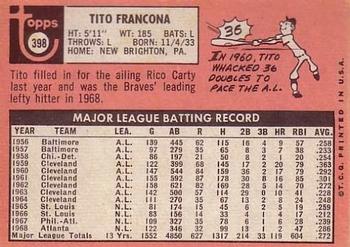 topps
398
TITO FRANCONA
HT: 5'11" WT: 185 BATS: L
THROWS: L BORN: 11/4/33
HOME: NEW BRIGHTON, PA.
36
IN 1960, TITO
WHACKED 36
DOUBLES TO
PACE THE A.L.
Tito filled in for the ailing Rico Carty
last year and was the Braves' leading
lefty hitter in 1968.
MAJOR LEAGUE BATTING RECORD
YEAR TEAM LEA. G AB R H 2B 3B HR RBI AVG.
1956 Baltimore A.L. 139 445 62 115 16 4 9 57 .258
1957 Baltimore A.L. 97 279 35 65 8 4 7 38 .233
1958 Chi.-Det. A.L. 86 197 21 50 8 2 1 20 .254
1959 Cleveland A.L. 122 399 68 145 17 2 20 79 .363
1960 Cleveland A.L. 147 544 84 159 36 2 17 79 .292
1961 Cleveland A.L. 155 592 87 178 30 8 16 85 .301
1962 Cleveland A.L. 158 621 82 169 28 5 14 70 .272
1963 Cleveland A.L. 142 500 57 114 29 0 10 41 .228
1964 Cleveland A.L. 111 270 35 67 13 2 8 24 .248
1965 St. Louis N.L. 81 174 15 45 6 2 5 19 .259
1966 St. Louis N.L. 83 156 14 33 4 1 4 17 .212
1967 Phil.-Atl. N.L. 109 327 35 73 6 1 6 28 .223
1968 Atlanta N.L. 122 346 32 99 13 1 2 47 .286
Major League Totals 13 Yrs. 1552 4850 627 1312 214 34 119 604 .272
© T.C.G. PRINTED IN U.S.A.